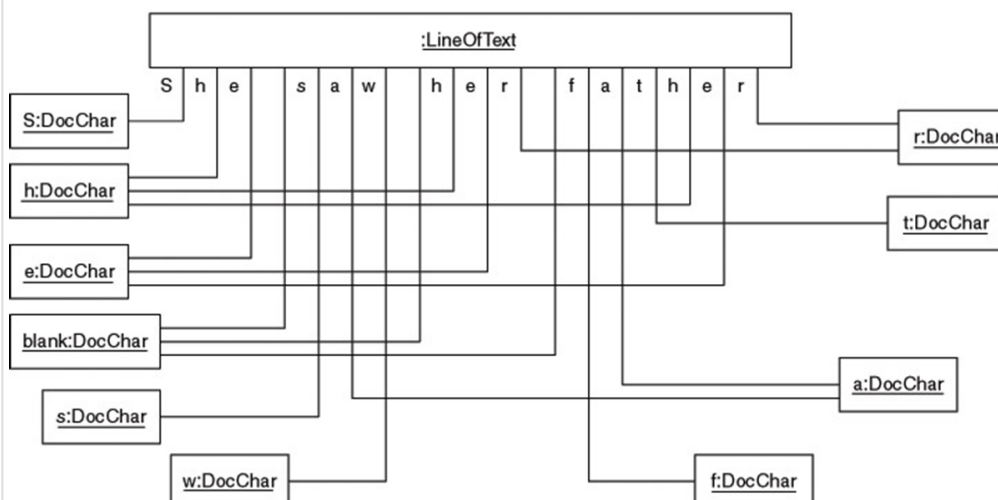 :LineOfText
S h e s a w h e r f a t h e r
S:DocChar
r:DocChar
h:DocChar
t:DocChar
e:DocChar
blank:DocChar
a:DocChar
s:DocChar
w:DocChar
f:DocChar